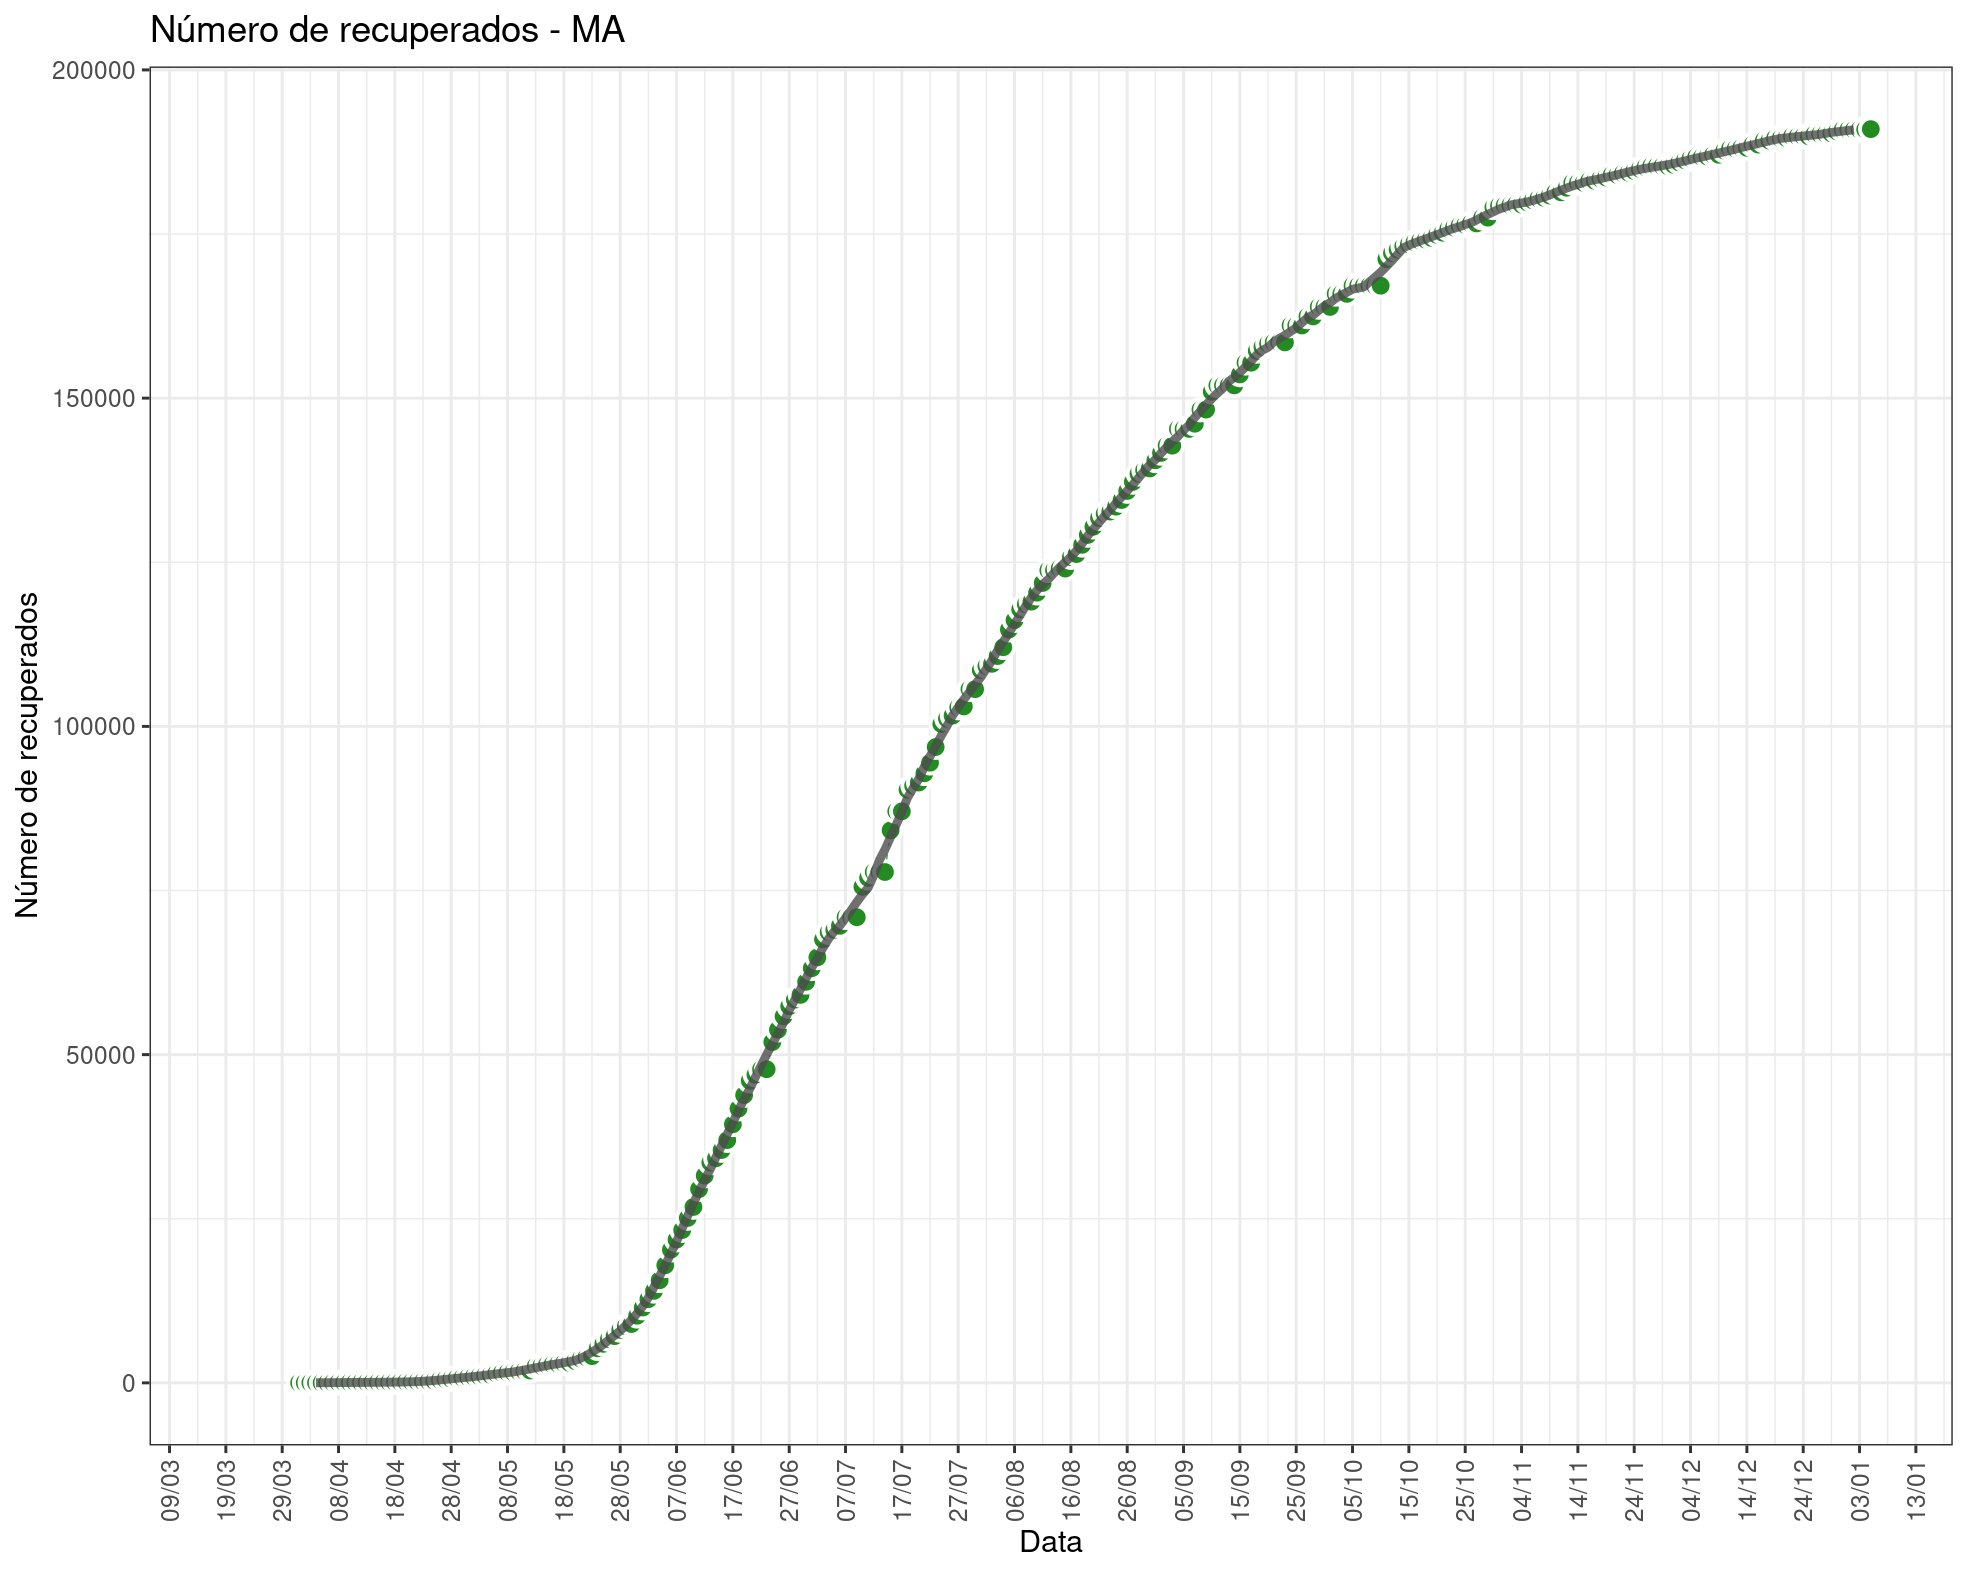 Número de recuperados - MA
200000
150000
100000
50000
0
Número de recuperados
09/03 19/03 29/03 08/04 18/04 28/04 08/05 18/05 28/05 07/06 17/06 27/06 07/07 17/07 27/07 06/08 16/08 26/08 05/09 15/09 25/09 05/10 15/10 25/10 04/11 14/11 24/11 04/12 14/12 24/12 03/01 13/01
Data